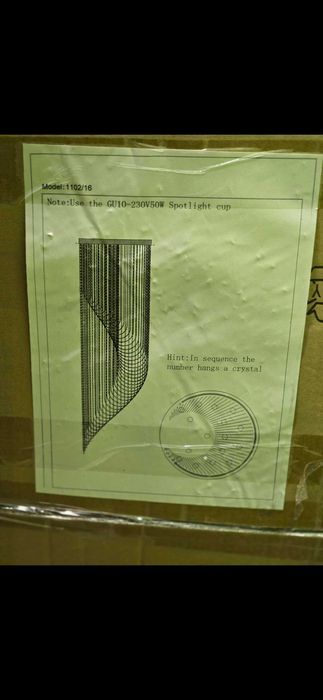 Model:1102/16
Note:Use the GU10-230V50W Spotlight cup
Hint:In sequence the
number hangs a crystal